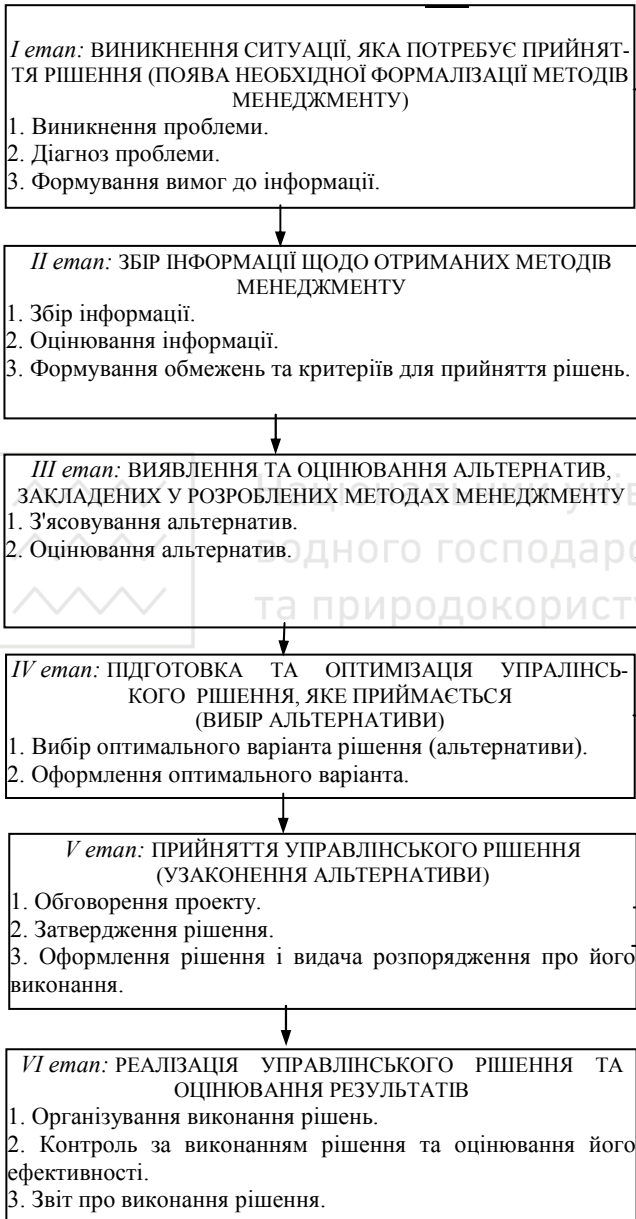 I етап: ВИНИКНЕННЯ СИТУАЦІЇ, ЯКА ПОТРЕБУЄ ПРИЙНЯТ-
ТЯ РІШЕННЯ (ПОЯВА НЕОБХІДНОЇ ФОРМАЛІЗАЦІЇ МЕТОДІВ
МЕНЕДЖМЕНТУ)
1. Виникнення проблеми.
2. Діагноз проблеми.
3. Формування вимог до інформації.
II етап: ЗБІР ІНФОРМАЦІЇ ЩОДО ОТРИМАНИХ МЕТОДІВ
МЕНЕДЖМЕНТУ
1. Збір інформації.
2. Оцінювання інформації.
3. Формування обмежень та критеріїв для прийняття рішень.
III етап: ВИЯВЛЕННЯ ТА ОЦІНЮВАННЯ АЛЬТЕРНАТИВ,
ЗАКЛАДЕНИХ У РОЗРОБЛЕНИХ МЕТОДАХ МЕНЕДЖМЕНТУ
Національний унів
1. З'ясовування альтернатив.
2. Оцінювання альтернатив.
водного господарс
та природокорист
IV етап: ПІДГОТОВКА ТА ОПТИМІЗАЦІЯ УПРАЛІНСЬ-
КОГО РІШЕННЯ, ЯКЕ ПРИЙМАЄТЬСЯ
(ВИБІР АЛЬТЕРНАТИВИ)
1. Вибір оптимального варіанта рішення (альтернативи).
2. Оформлення оптимального варіанта.
V етап: ПРИЙНЯТТЯ УПРАВЛІНСЬКОГО РІШЕННЯ
(УЗАКОНЕННЯ АЛЬТЕРНАТИВИ)
1. Обговорення проекту.
2. Затвердження рішення.
3. Оформлення рішення і видача розпорядження про його
виконання.
VI етап: РЕАЛІЗАЦІЯ УПРАВЛІНСЬКОГО РІШЕННЯ ТА
ОЦІНЮВАННЯ РЕЗУЛЬТАТІВ
1. Організування виконання рішень.
2. Контроль за виконанням рішення та оцінювання його
ефективності.
3. Звіт про виконання рішення.